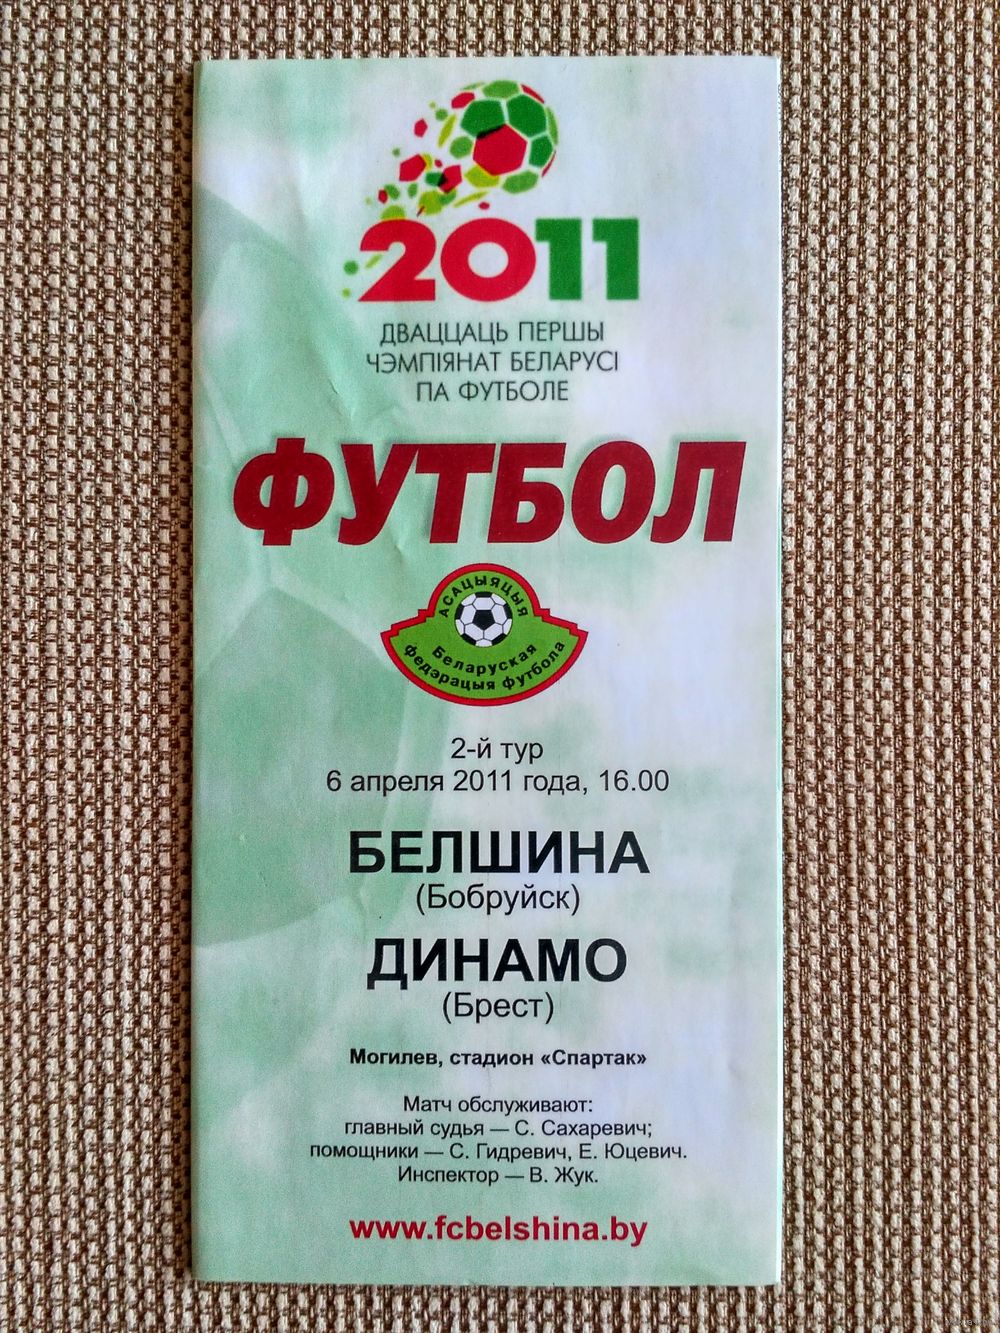 2011
ДВАЦЦАЦЬ ПЕРШЫ
ЧЭМПІЯНАТ БЕЛАРУСІ
ПА ФУТБОЛЕ
ФУТБОЛ
АСАЦЫЯЦЫЯ
Беларуская
федэрацыя футбола
2-й тур
6 апреля 2011 года, 16.00
БЕЛШИНА
(Бобруйск)
ДИНАМО
(Брест)
Могилев, стадион «Спартак»
Матч обслуживают:
главный судья — С. Сахаревич;
помощники — С. Гидревич, Е. Юцевич.
Инспектор — В. Жук.
www.fcbelshina.by